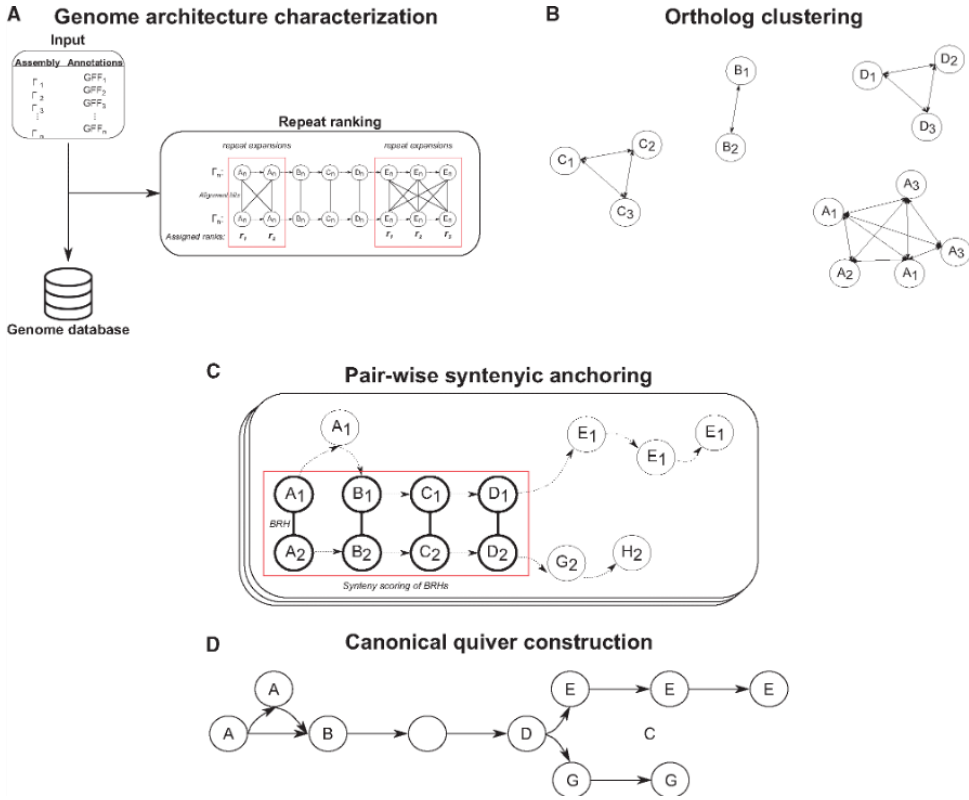 A
Genome architecture characterization
Input
Assembly Annotations
Γ1 GFF1
Γ2 GFF2
Γ3 GFF3
⋮ ⋮
Γn GFFn
Genome database
Repeat ranking
repeat expansions repeat expansions
Γn: An An Bn Cn Dn En En En
Alignment hits
Γn: An An Bn Cn Dn En En En
Assigned ranks: r1 r2 r1 r2 r3
B
Ortholog clustering
B1
B2
C1
C2
C3
D1
D2
D3
A3
A1
A3
A2
A1
C
Pair-wise syntenyic anchoring
A1
E1 E1 E1
A1 B1 C1 D1
BRH
A2 B2 C2 D2
G2 H2
Synteny scoring of BRHs
D
Canonical quiver construction
A E E E
A B D C
G G